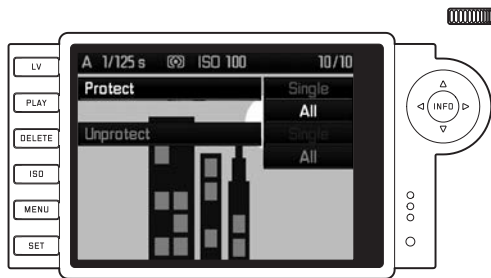 LV
PLAY
DELETE
ISO
MENU
SET
A 1/125 s ISO 100 10/10
Protect Single
All
Unprotect Single
All
INFO